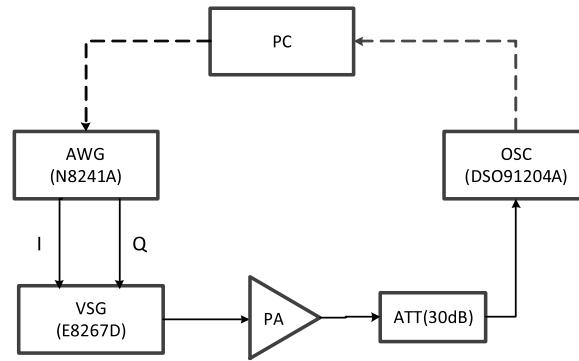 PC
AWG
(N8241A)
OSC
(DSO91204A)
I
Q
VSG
(E8267D)
PA
ATT(30dB)